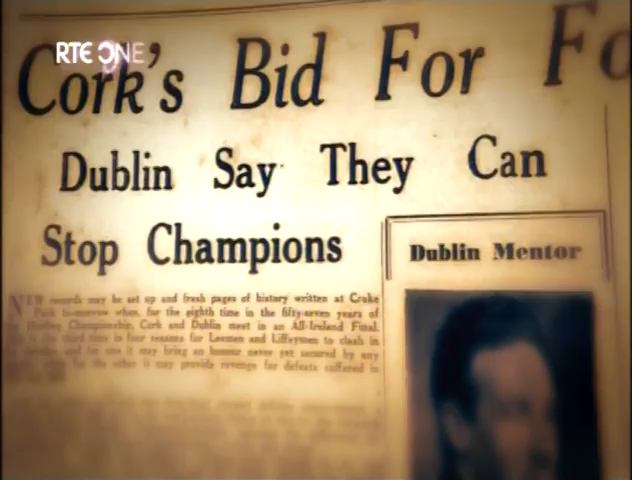 RTÉ ONE
Cork's Bid For Fo
Dublin Say They Can
Stop Champions
Dublin Mentor
NEW records may be set up and fresh pages of history written at Croke
Park to-morrow when, for the eighth time in the fifty-seven years of
Hurling Championship, Cork and Dublin meet in an All-Ireland Final.
is the third time in four seasons for Leemen and Liffeymen to clash in
and for one it may bring an honour never yet secured by any
for the other it may provide revenge for defeats suffered in